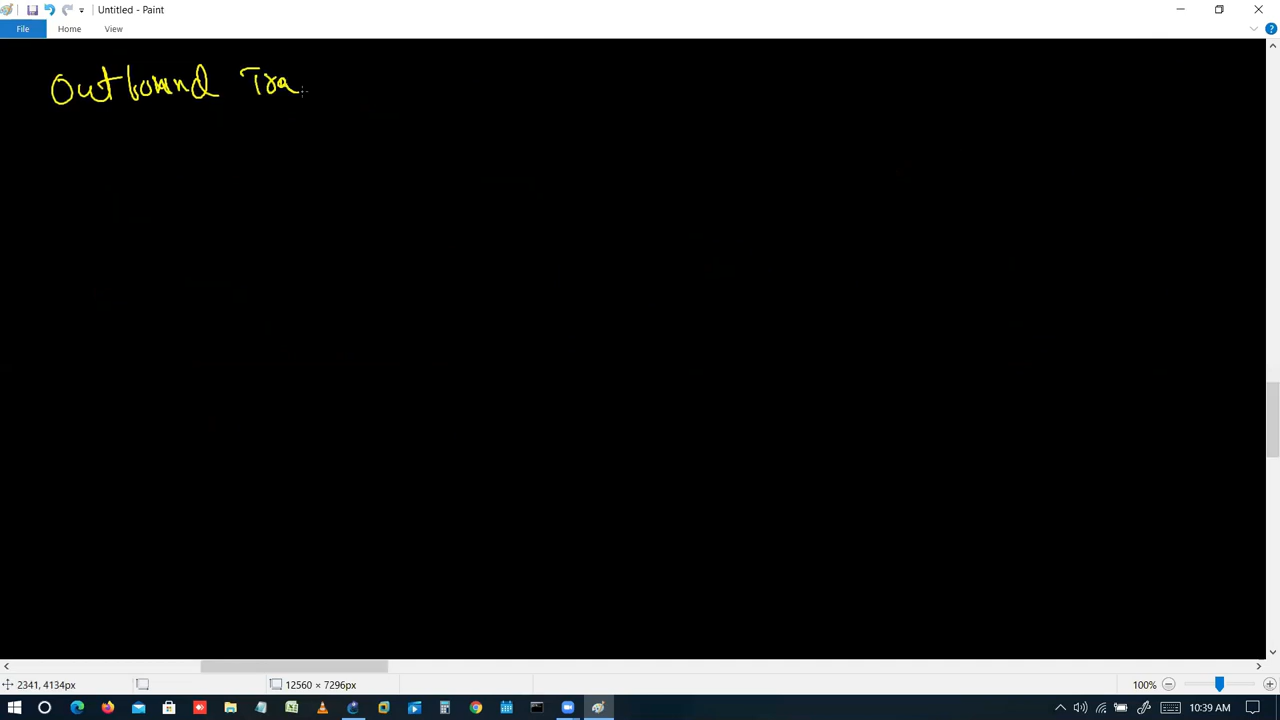 Untitled - Paint
File Home View
Outbound Tra
2341, 4134px 12560 × 7296px 100%
10:39 AM